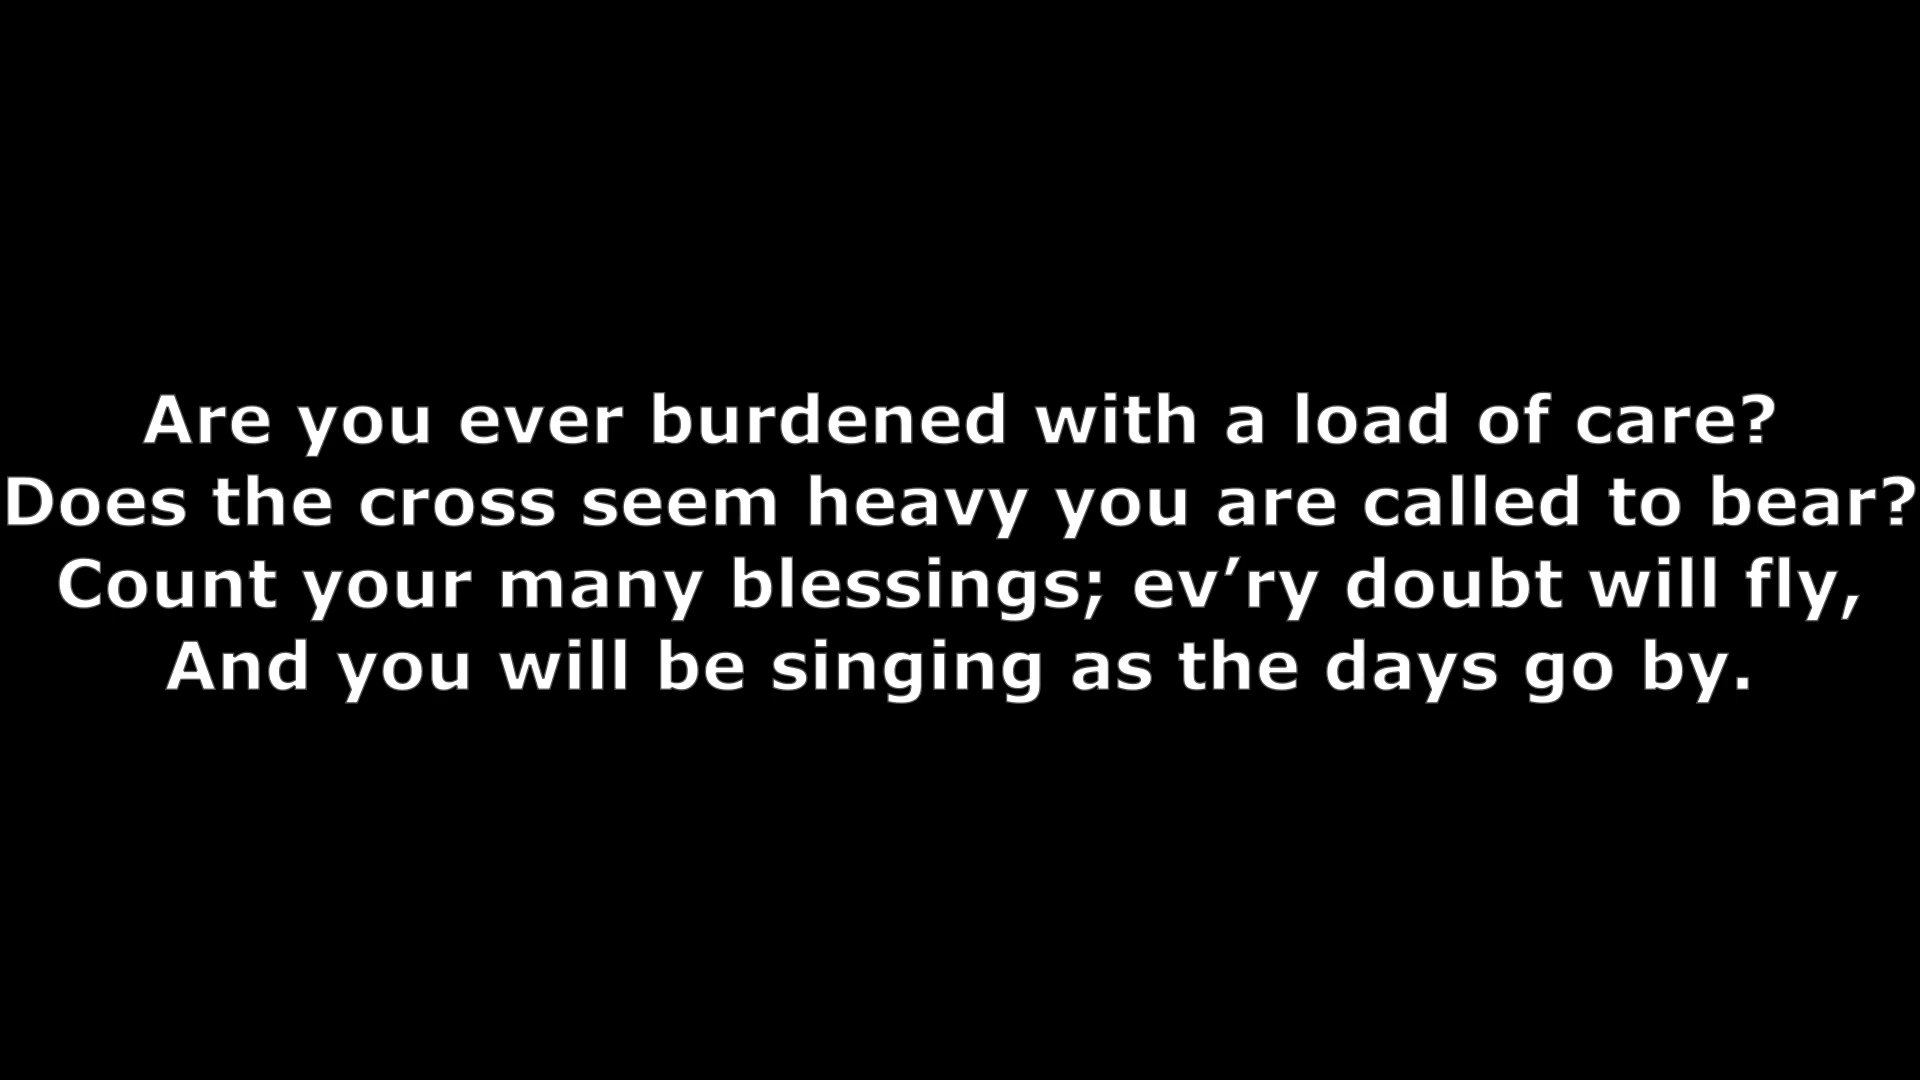 Are you ever burdened with a load of care?
Does the cross seem heavy you are called to bear?
Count your many blessings; ev’ry doubt will fly,
And you will be singing as the days go by.